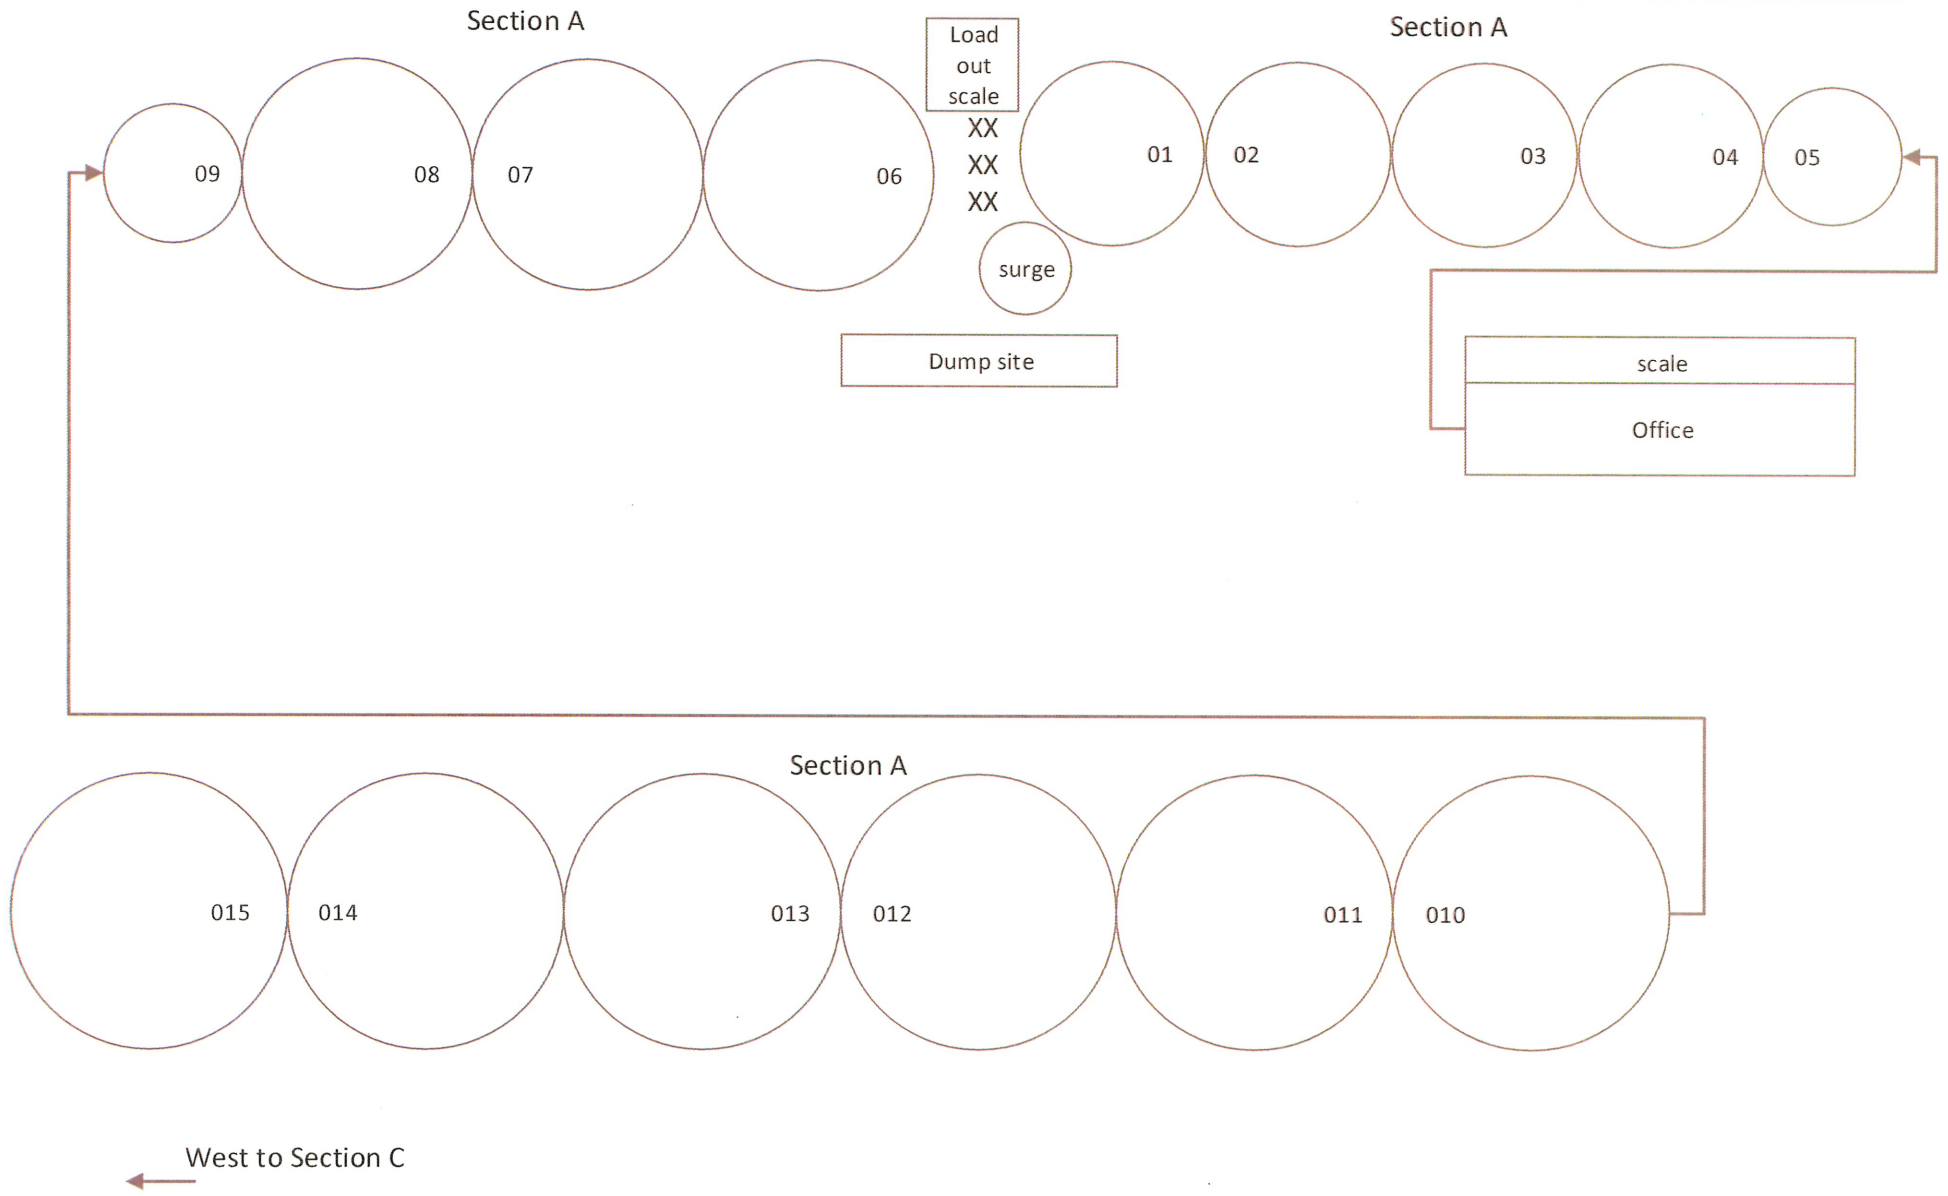 Section A
Load
out
scale
Section A
XX
XX
XX
09
08
07
06
01
02
03
04
05
surge
Dump site
scale
Office
Section A
015
014
013
012
011
010
West to Section C